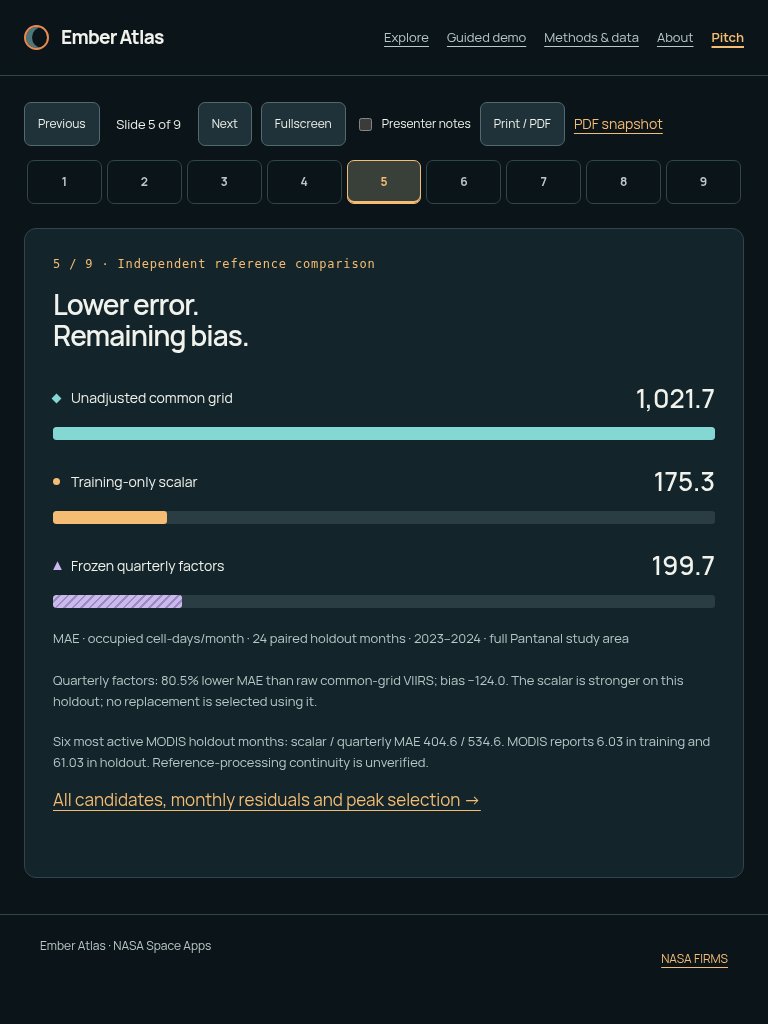 Ember Atlas
Explore Guided demo Methods & data About Pitch
Previous Slide 5 of 9 Next Fullscreen Presenter notes Print / PDF PDF snapshot
1 2 3 4 5 6 7 8 9
5 / 9 · Independent reference comparison
Lower error.
Remaining bias.
Unadjusted common grid 1,021.7
Training-only scalar 175.3
Frozen quarterly factors 199.7
MAE · occupied cell-days/month · 24 paired holdout months · 2023–2024 · full Pantanal study area
Quarterly factors: 80.5% lower MAE than raw common-grid VIIRS; bias −124.0. The scalar is stronger on this
holdout; no replacement is selected using it.
Six most active MODIS holdout months: scalar / quarterly MAE 404.6 / 534.6. MODIS reports 6.03 in training and
61.03 in holdout. Reference-processing continuity is unverified.
All candidates, monthly residuals and peak selection →
Ember Atlas · NASA Space Apps
NASA FIRMS